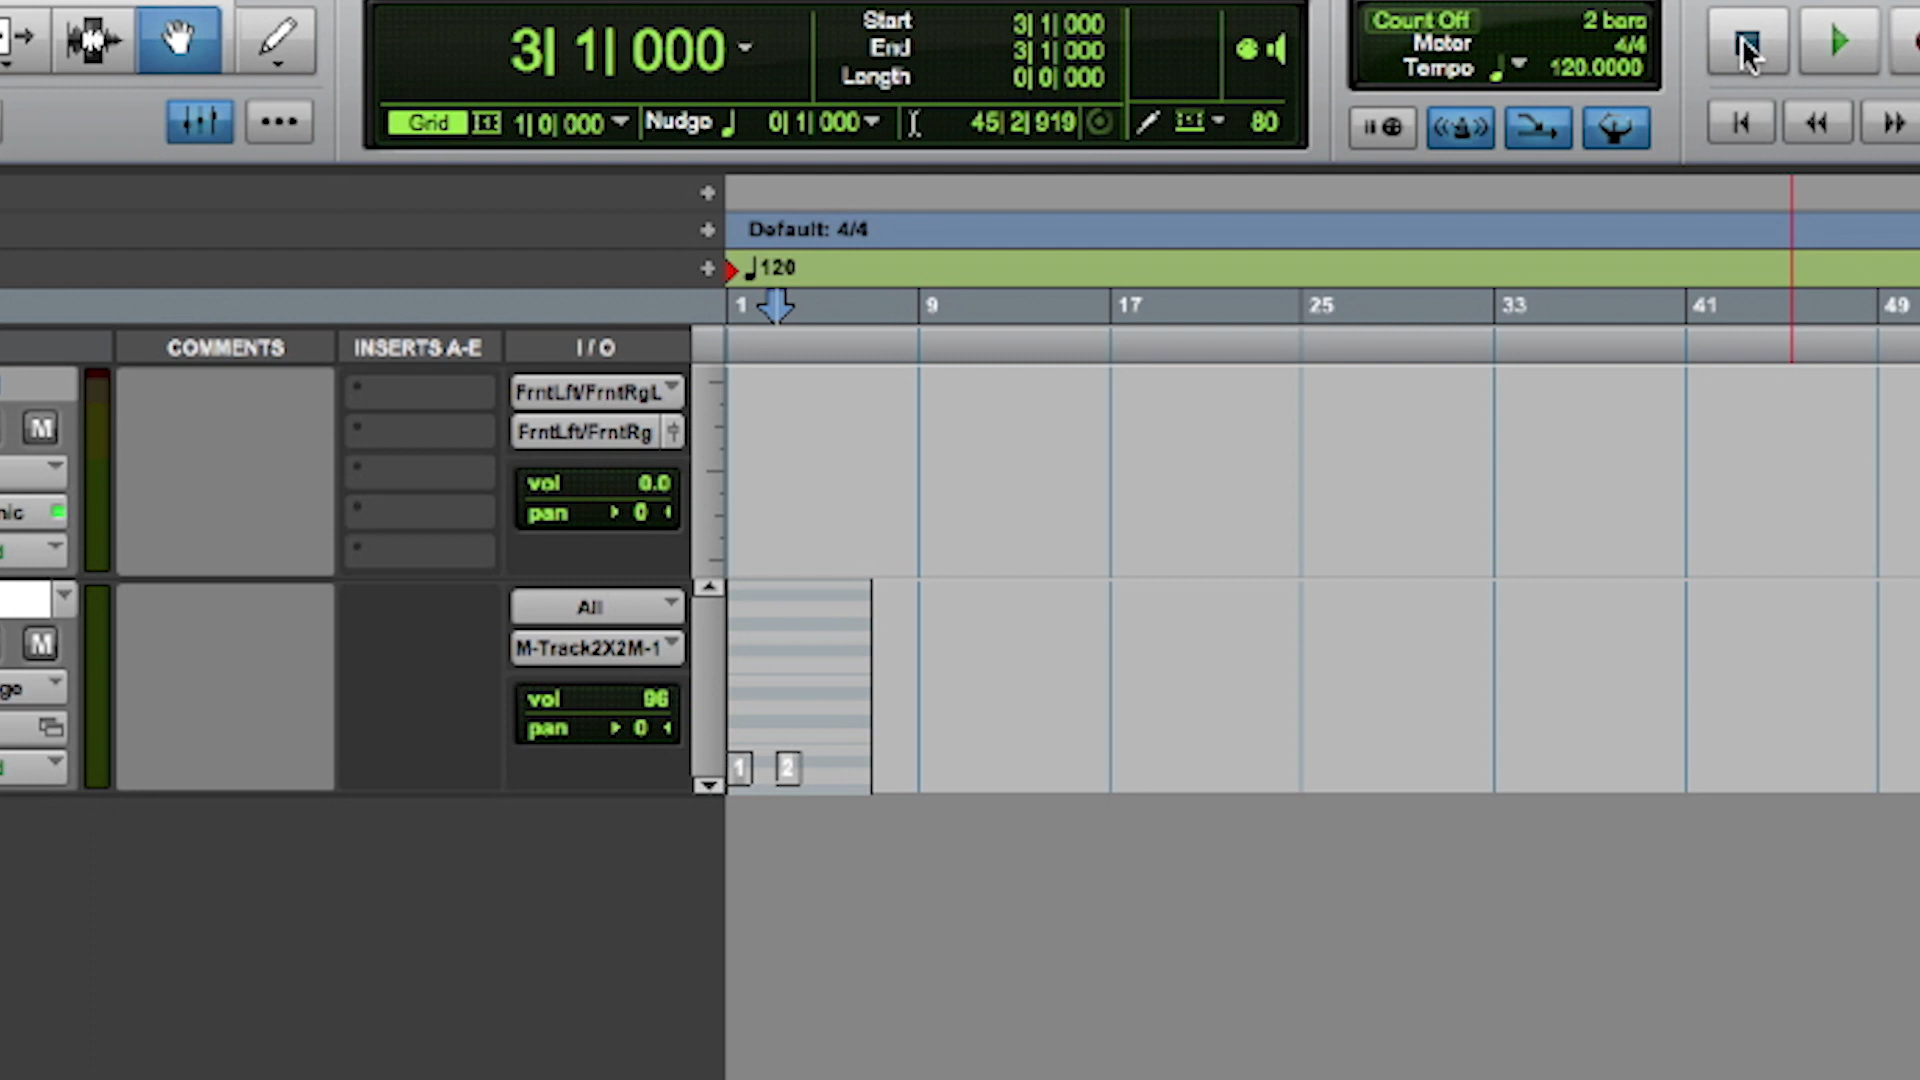 3| 1| 000
Start 3| 1| 000
End 3| 1| 000
Length 0| 0| 000
Grid 1| 0| 000 Nudge 0| 1| 000 45| 2| 919 80
Count Off 2 bars
Meter 4/4
Tempo 120.0000
Default: 4/4
120
1 9 17 25 33 41 49
COMMENTS INSERTS A-E I / O
FrntLft/FrntRgL
M
FrntLft/FrntRg
vol 0.0
nic pan 0
All
M
M-Track2X2M-1
ge
vol 96
pan 0
1 2